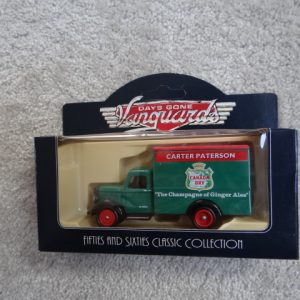 DAYS GONE
Vanguards
CARTER PATERSON
CANADA
DRY
"The Champagne of Ginger Ales"
FIFTIES AND SIXTIES CLASSIC COLLECTION